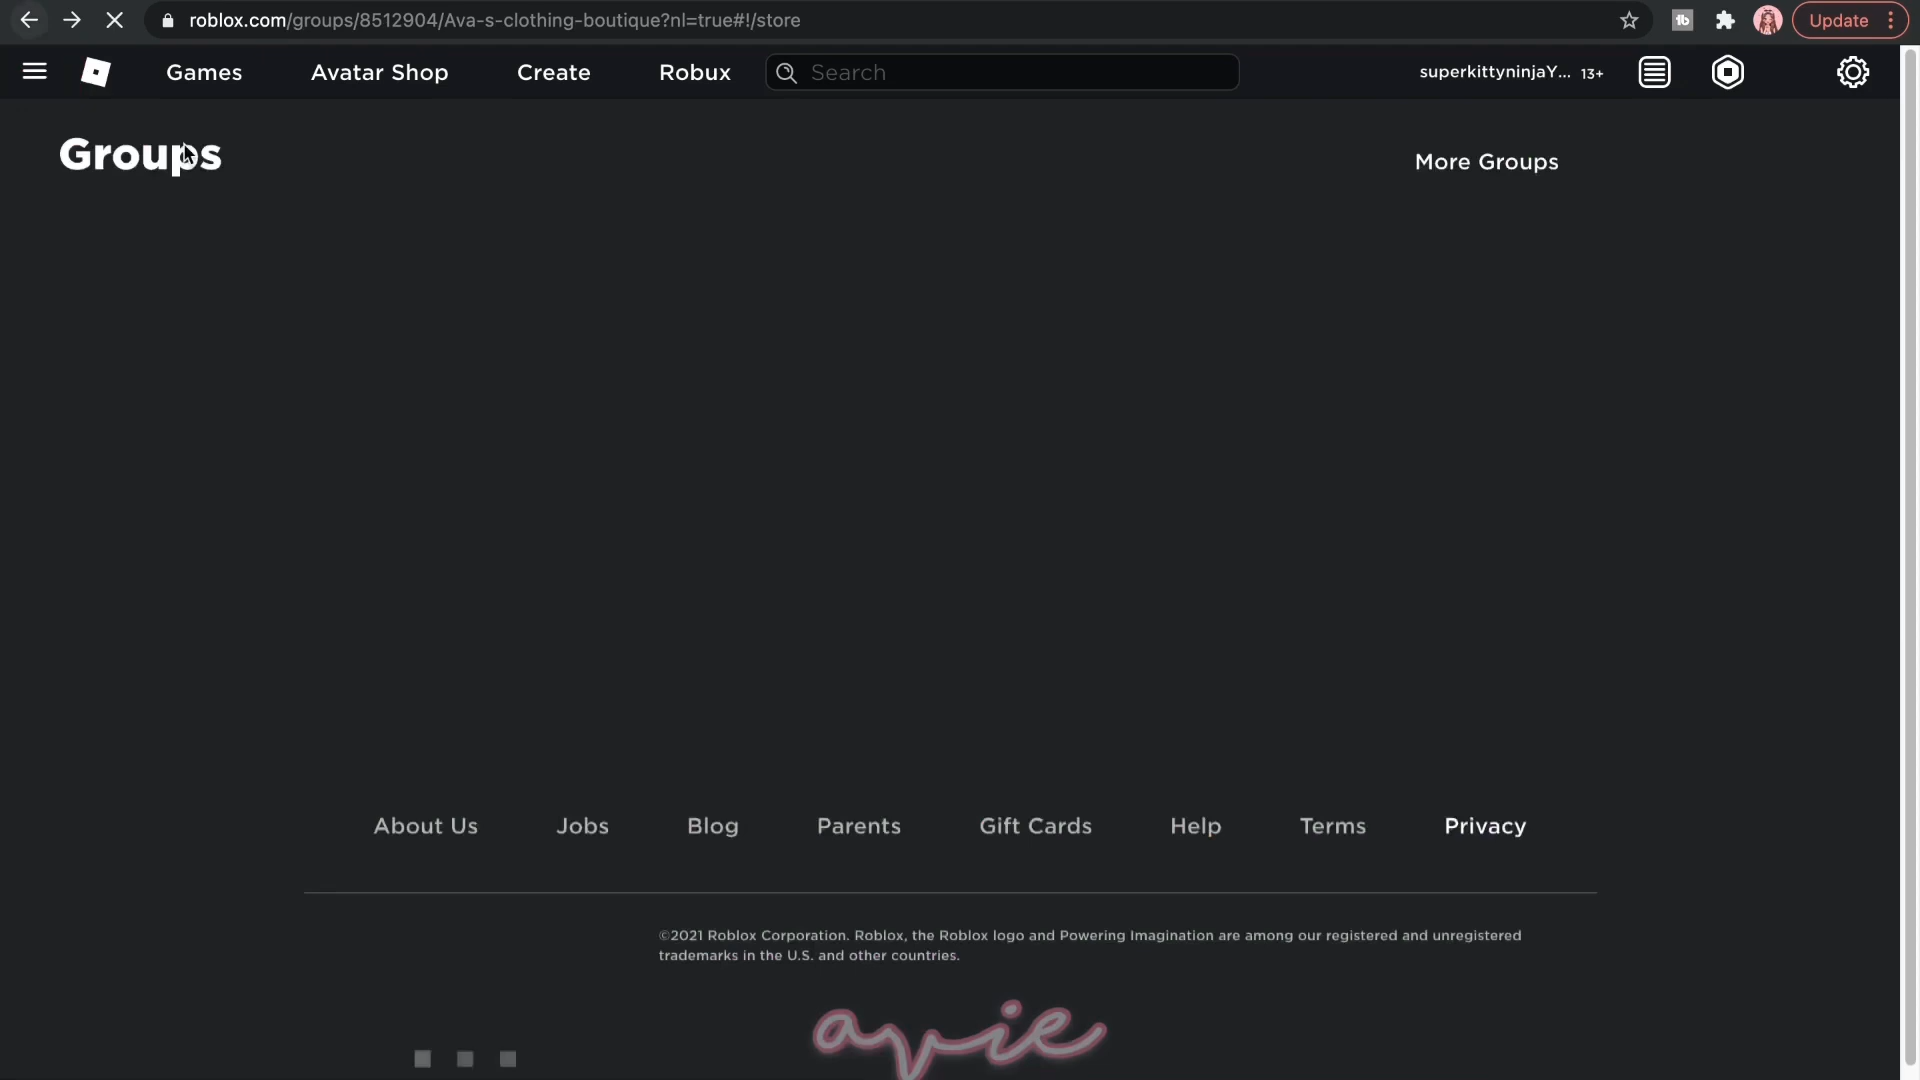 roblox.com/groups/8512904/Ava-s-clothing-boutique?nl=true#!/store
tb
Update
Games
Avatar Shop
Create
Robux
Search
superkittyninjaY... 13+
Groups
More Groups
About Us
Jobs
Blog
Parents
Gift Cards
Help
Terms
Privacy
©2021 Roblox Corporation. Roblox, the Roblox logo and Powering Imagination are among our registered and unregistered
trademarks in the U.S. and other countries.
avie